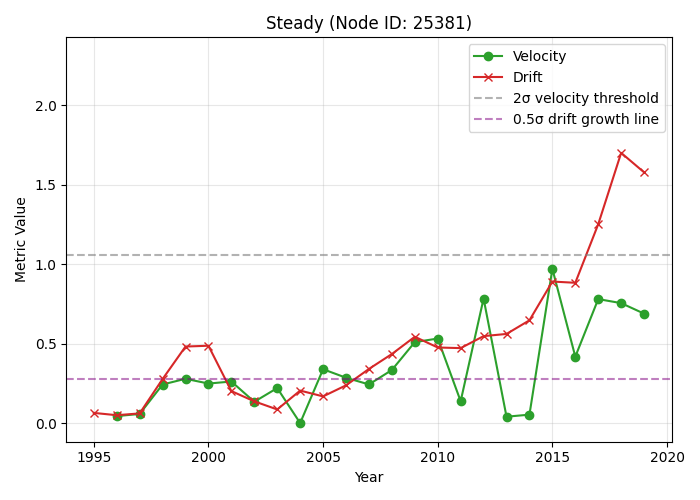 Steady (Node ID: 25381)
Velocity
Drift
2σ velocity threshold
0.5σ drift growth line
Metric Value
2.0
1.5
1.0
0.5
0.0
1995
2000
2005
2010
2015
2020
Year